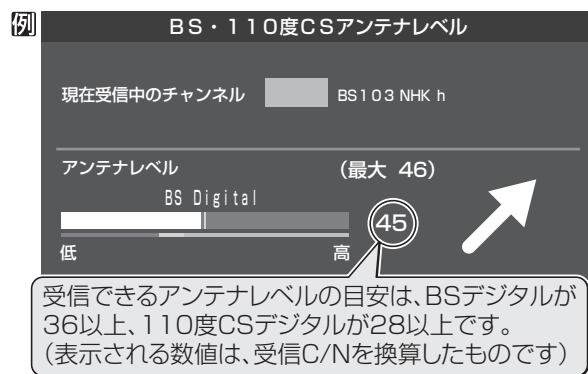 例
BS・110度CSアンテナレベル
現在受信中のチャンネル BS103 NHK h
アンテナレベル (最大 46)
BS Digital
45
低 高
受信できるアンテナレベルの目安は、BSデジタルが
36以上、110度CSデジタルが28以上です。
(表示される数値は、受信C/Nを換算したものです)